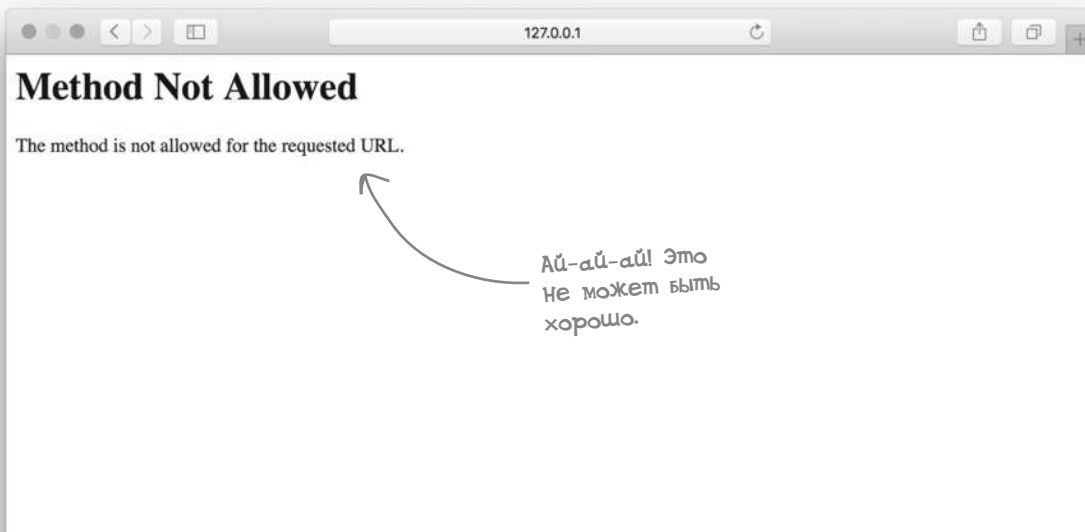 127.0.0.1
Method Not Allowed
The method is not allowed for the requested URL.
Ай-ай-ай! Это
Не может быть
хорошо.